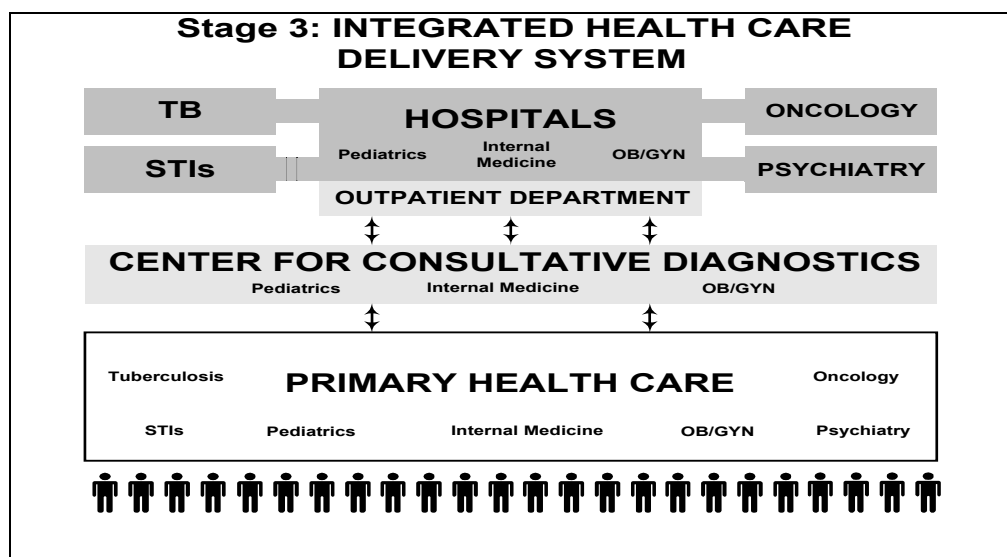 Stage 3: INTEGRATED HEALTH CARE
DELIVERY SYSTEM
TB
HOSPITALS
ONCOLOGY
Pediatrics
Internal
Medicine
OB/GYN
STIs
PSYCHIATRY
OUTPATIENT DEPARTMENT
CENTER FOR CONSULTATIVE DIAGNOSTICS
Pediatrics
Internal Medicine
OB/GYN
Tuberculosis
PRIMARY HEALTH CARE
Oncology
STIs
Pediatrics
Internal Medicine
OB/GYN
Psychiatry